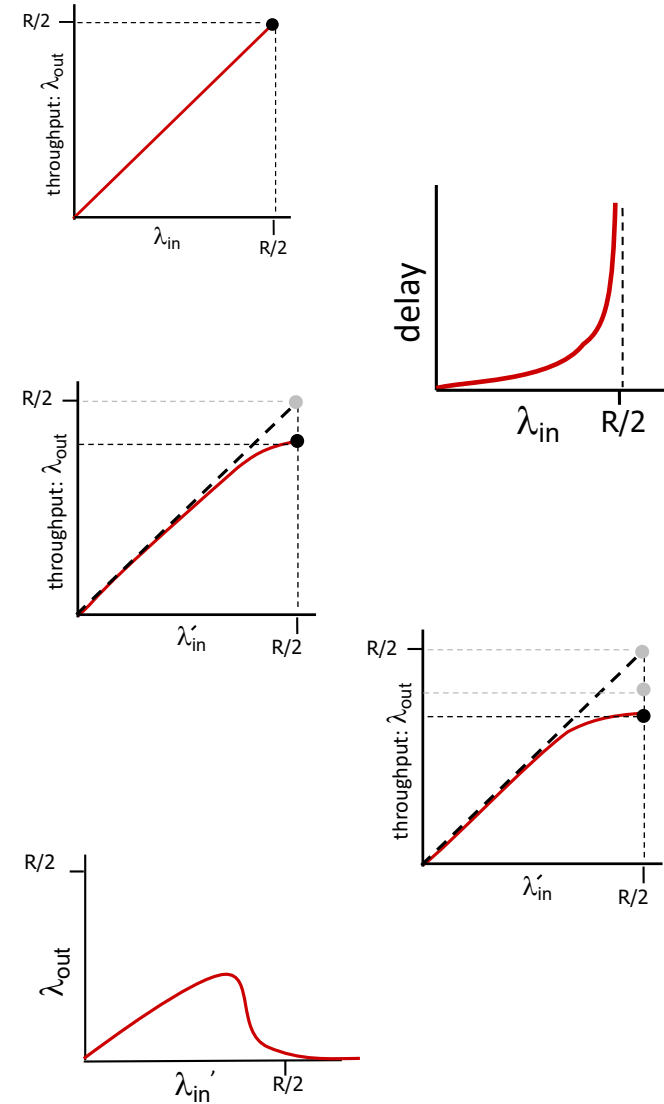 R/2
throughput: λout
λin
R/2
delay
λin
R/2
R/2
throughput: λout
λ′in
R/2
R/2
throughput: λout
λ′in
R/2
R/2
λout
λin′
R/2